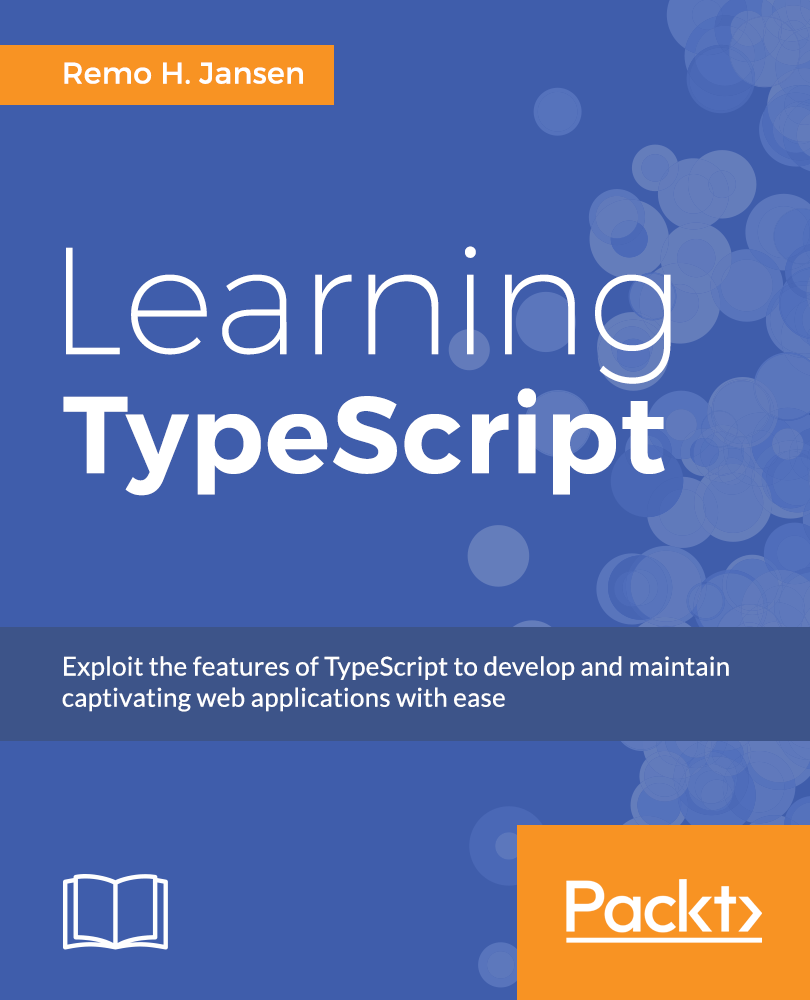 Remo H. Jansen
Learning
TypeScript
Exploit the features of TypeScript to develop and maintain
captivating web applications with ease
Packt>